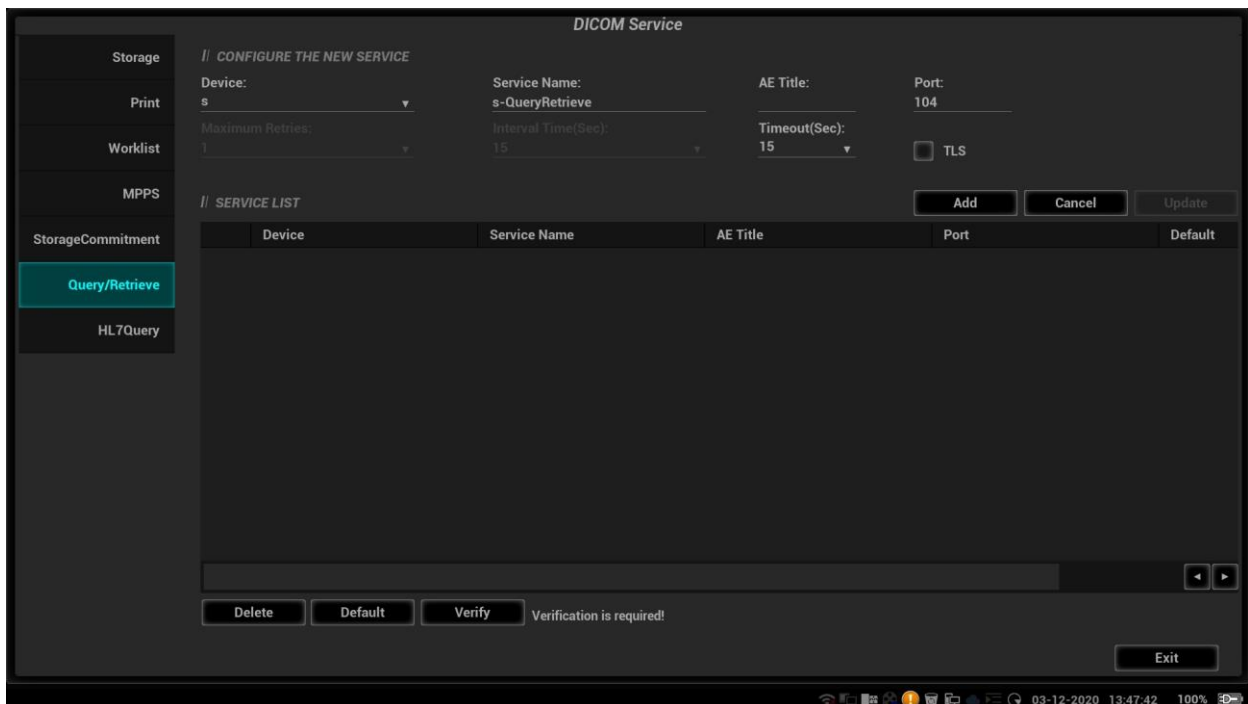 DICOM Service
Storage
Print
Worklist
MPPS
StorageCommitment
Query/Retrieve
HL7Query
// CONFIGURE THE NEW SERVICE
Device: Service Name: AE Title: Port:
s s-QueryRetrieve 104
Maximum Retries: Interval Time(Sec): Timeout(Sec):
1 15 15 TLS
// SERVICE LIST Add Cancel Update
Device Service Name AE Title Port Default
Delete Default Verify Verification is required!
Exit
03-12-2020 13:47:42 100%